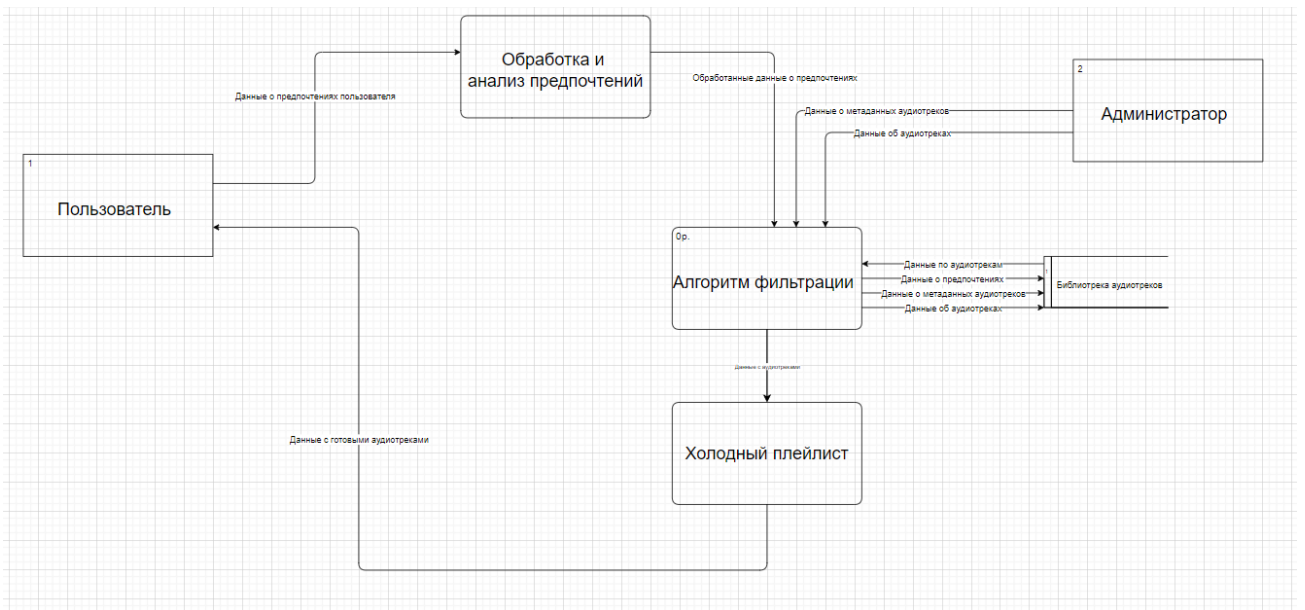 Обработка и
анализ предпочтений
Обработанные данные о предпочтениях
2
Администратор
Данные о предпочтениях пользователя
Данные о метаданных аудиотреков
Данные об аудиотреках
1
Пользователь
0р.
Алгоритм фильтрации
Данные по аудиотрекам
Данные о предпочтениях
Данные о метаданных аудиотреков
Данные об аудиотреках
Библиотрека аудиотреков
Данные с аудиотреками
Данные с готовыми аудиотреками
Холодный плейлист